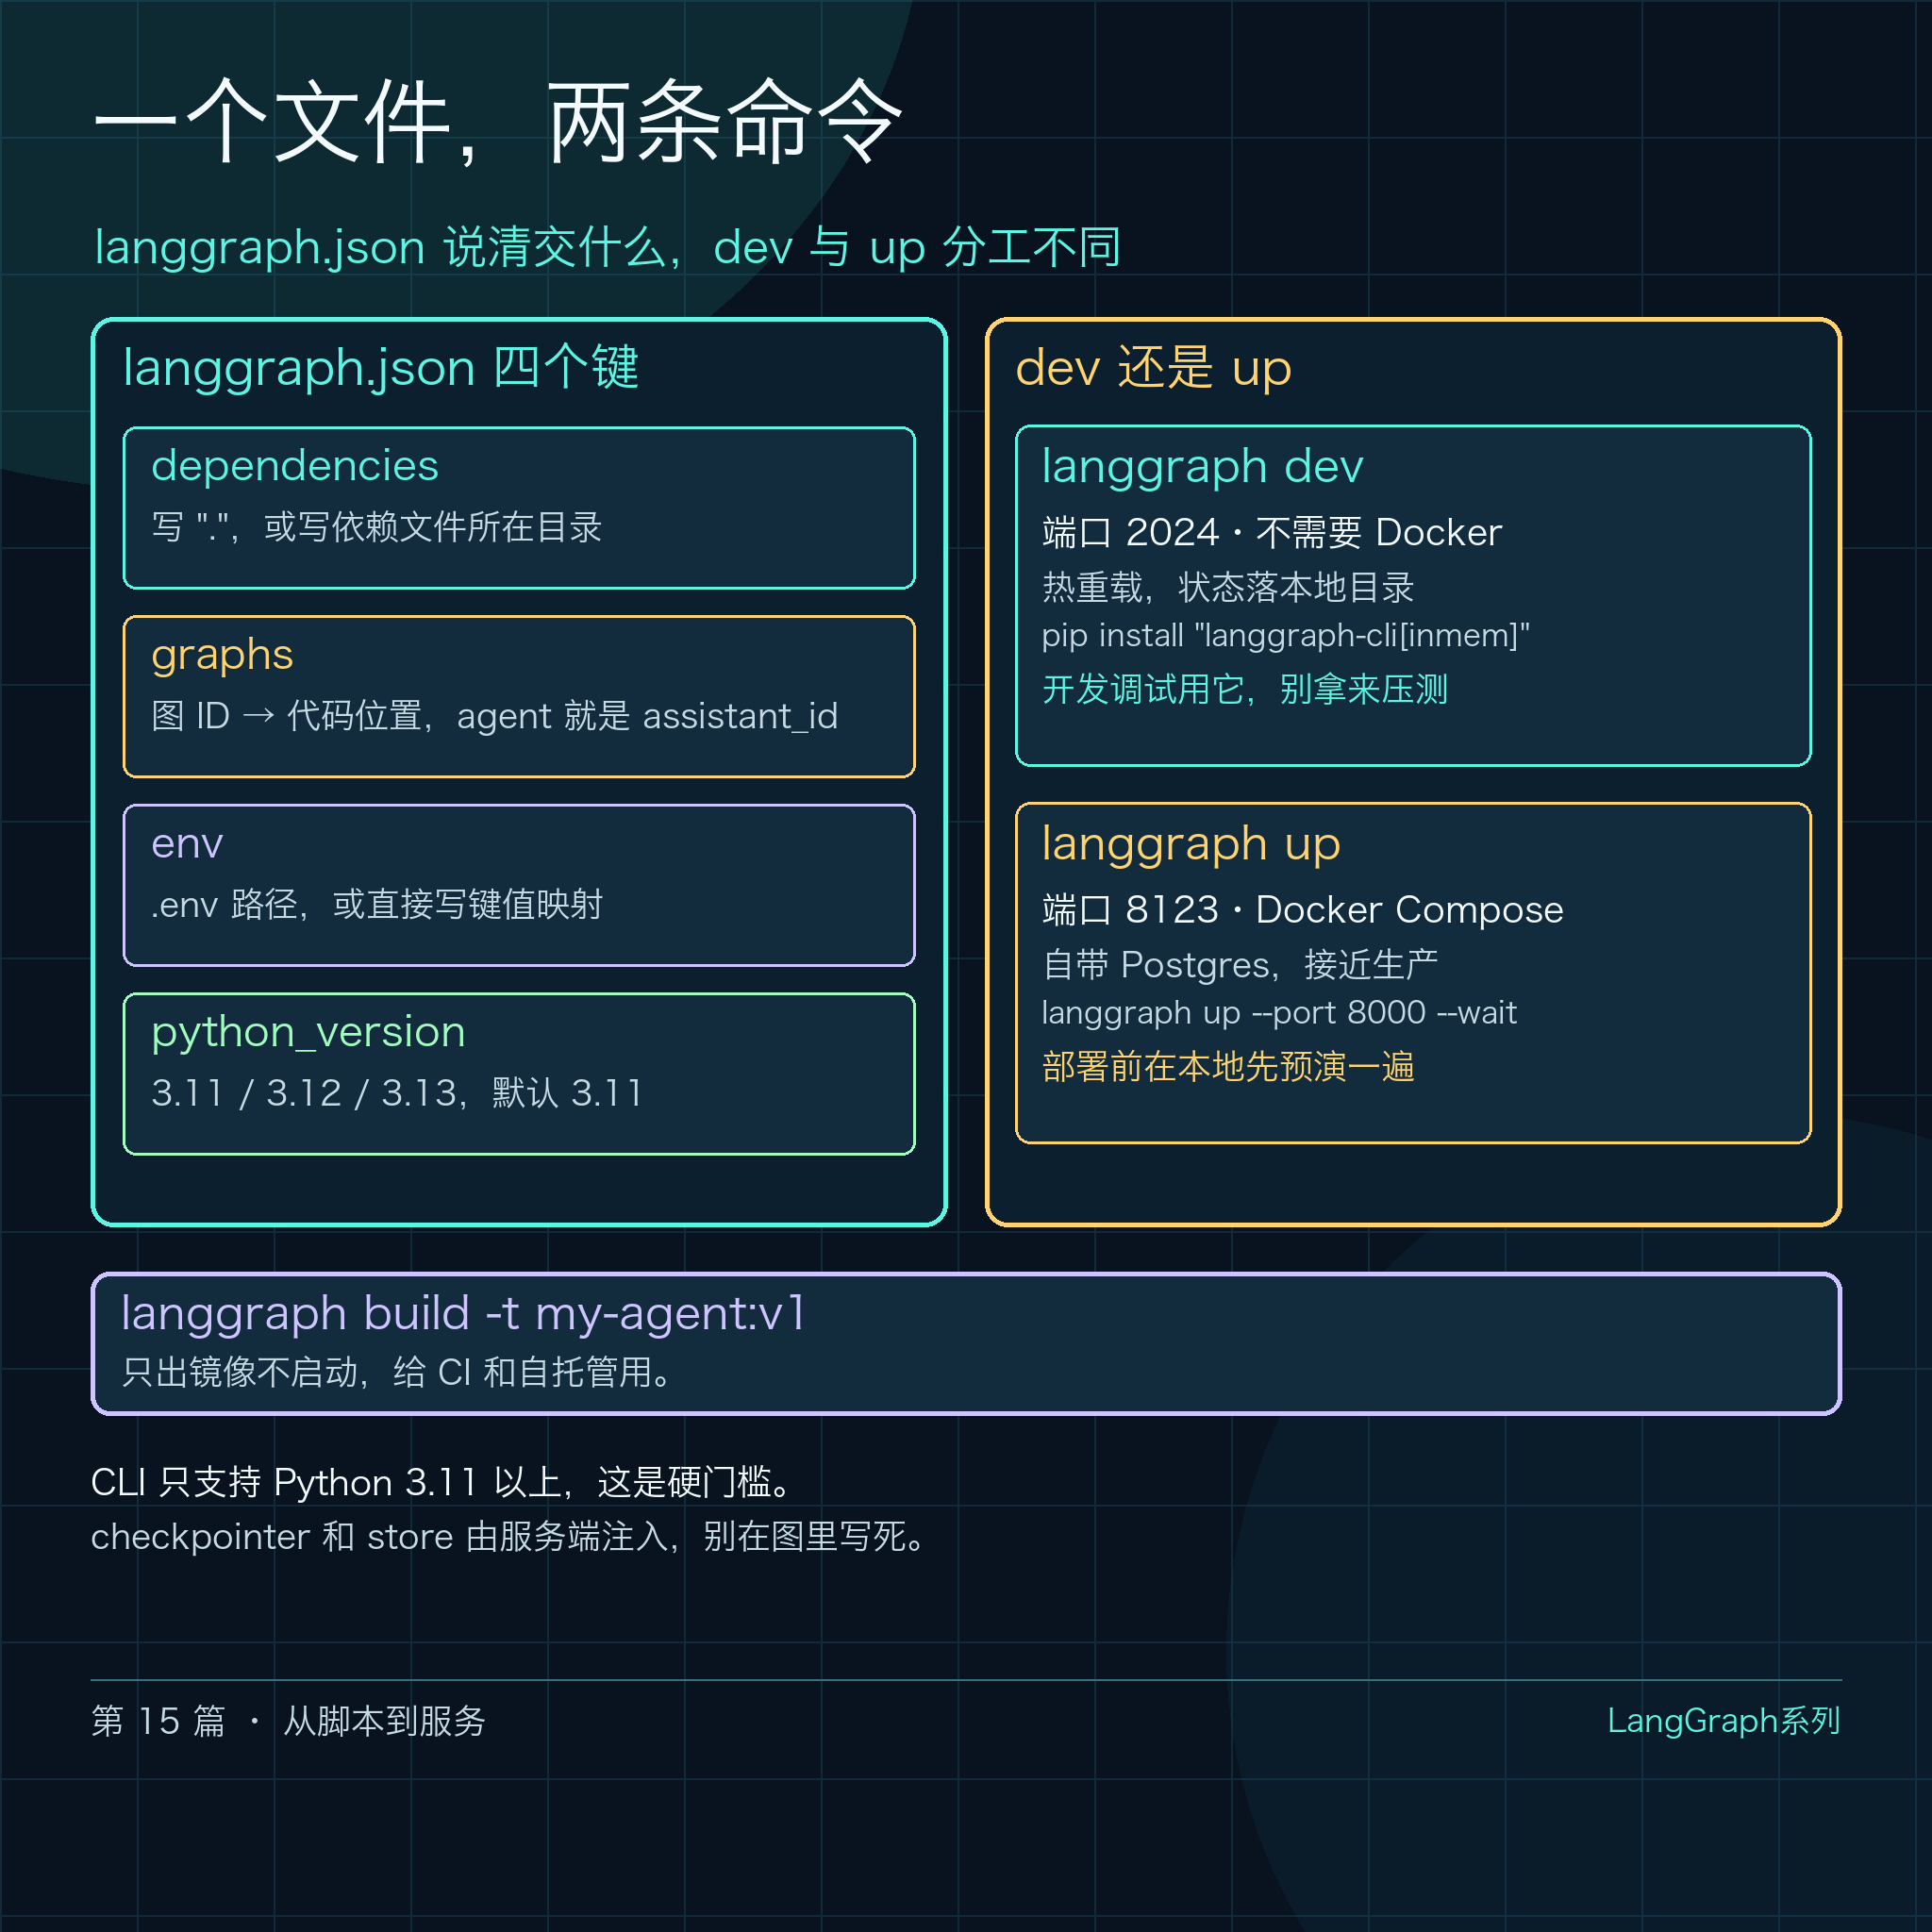 一个文件，两条命令
langgraph.json 说清交什么，dev 与 up 分工不同
langgraph.json 四个键
dependencies
写 "."，或写依赖文件所在目录
graphs
图 ID → 代码位置，agent 就是 assistant_id
env
.env 路径，或直接写键值映射
python_version
3.11 / 3.12 / 3.13，默认 3.11
dev 还是 up
langgraph dev
端口 2024 · 不需要 Docker
热重载，状态落本地目录
pip install "langgraph-cli[inmem]"
开发调试用它，别拿来压测
langgraph up
端口 8123 · Docker Compose
自带 Postgres，接近生产
langgraph up --port 8000 --wait
部署前在本地先预演一遍
langgraph build -t my-agent:v1
只出镜像不启动，给 CI 和自托管用。
CLI 只支持 Python 3.11 以上，这是硬门槛。
checkpointer 和 store 由服务端注入，别在图里写死。
第 15 篇 · 从脚本到服务
LangGraph系列